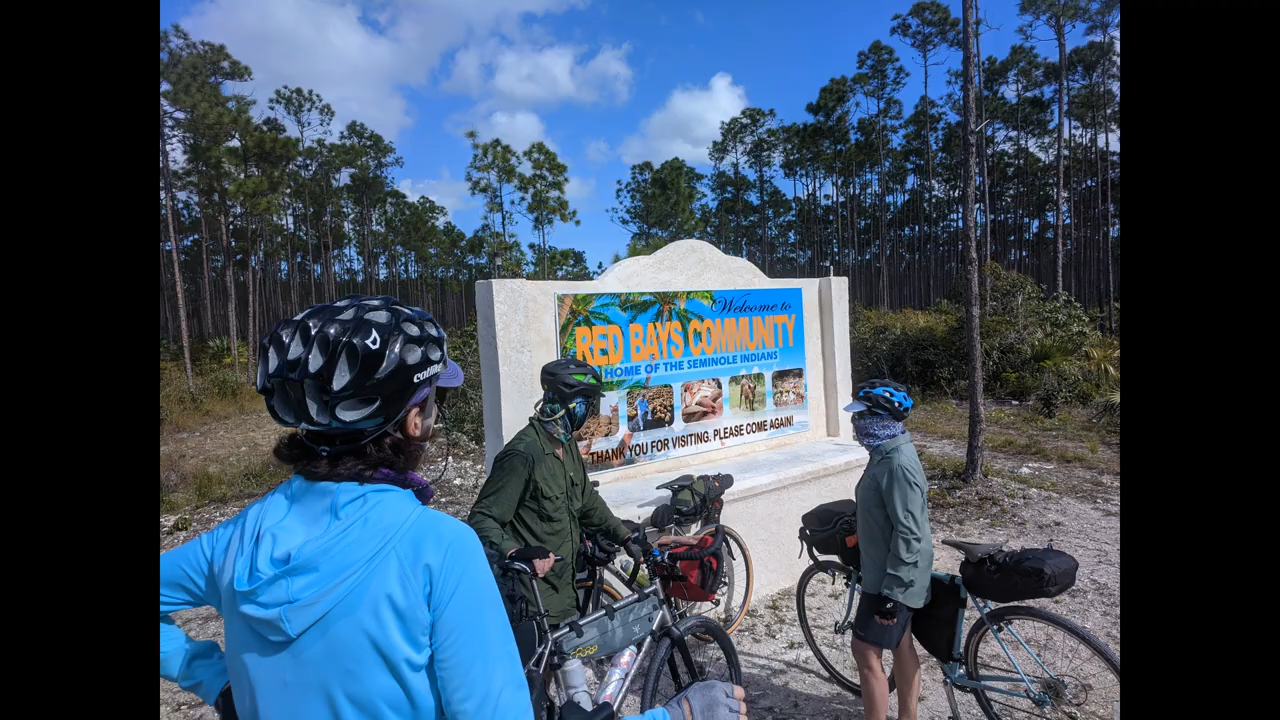 Welcome to
RED BAYS COMMUNITY
HOME OF THE SEMINOLE INDIANS
THANK YOU FOR VISITING. PLEASE COME AGAIN!
catlike